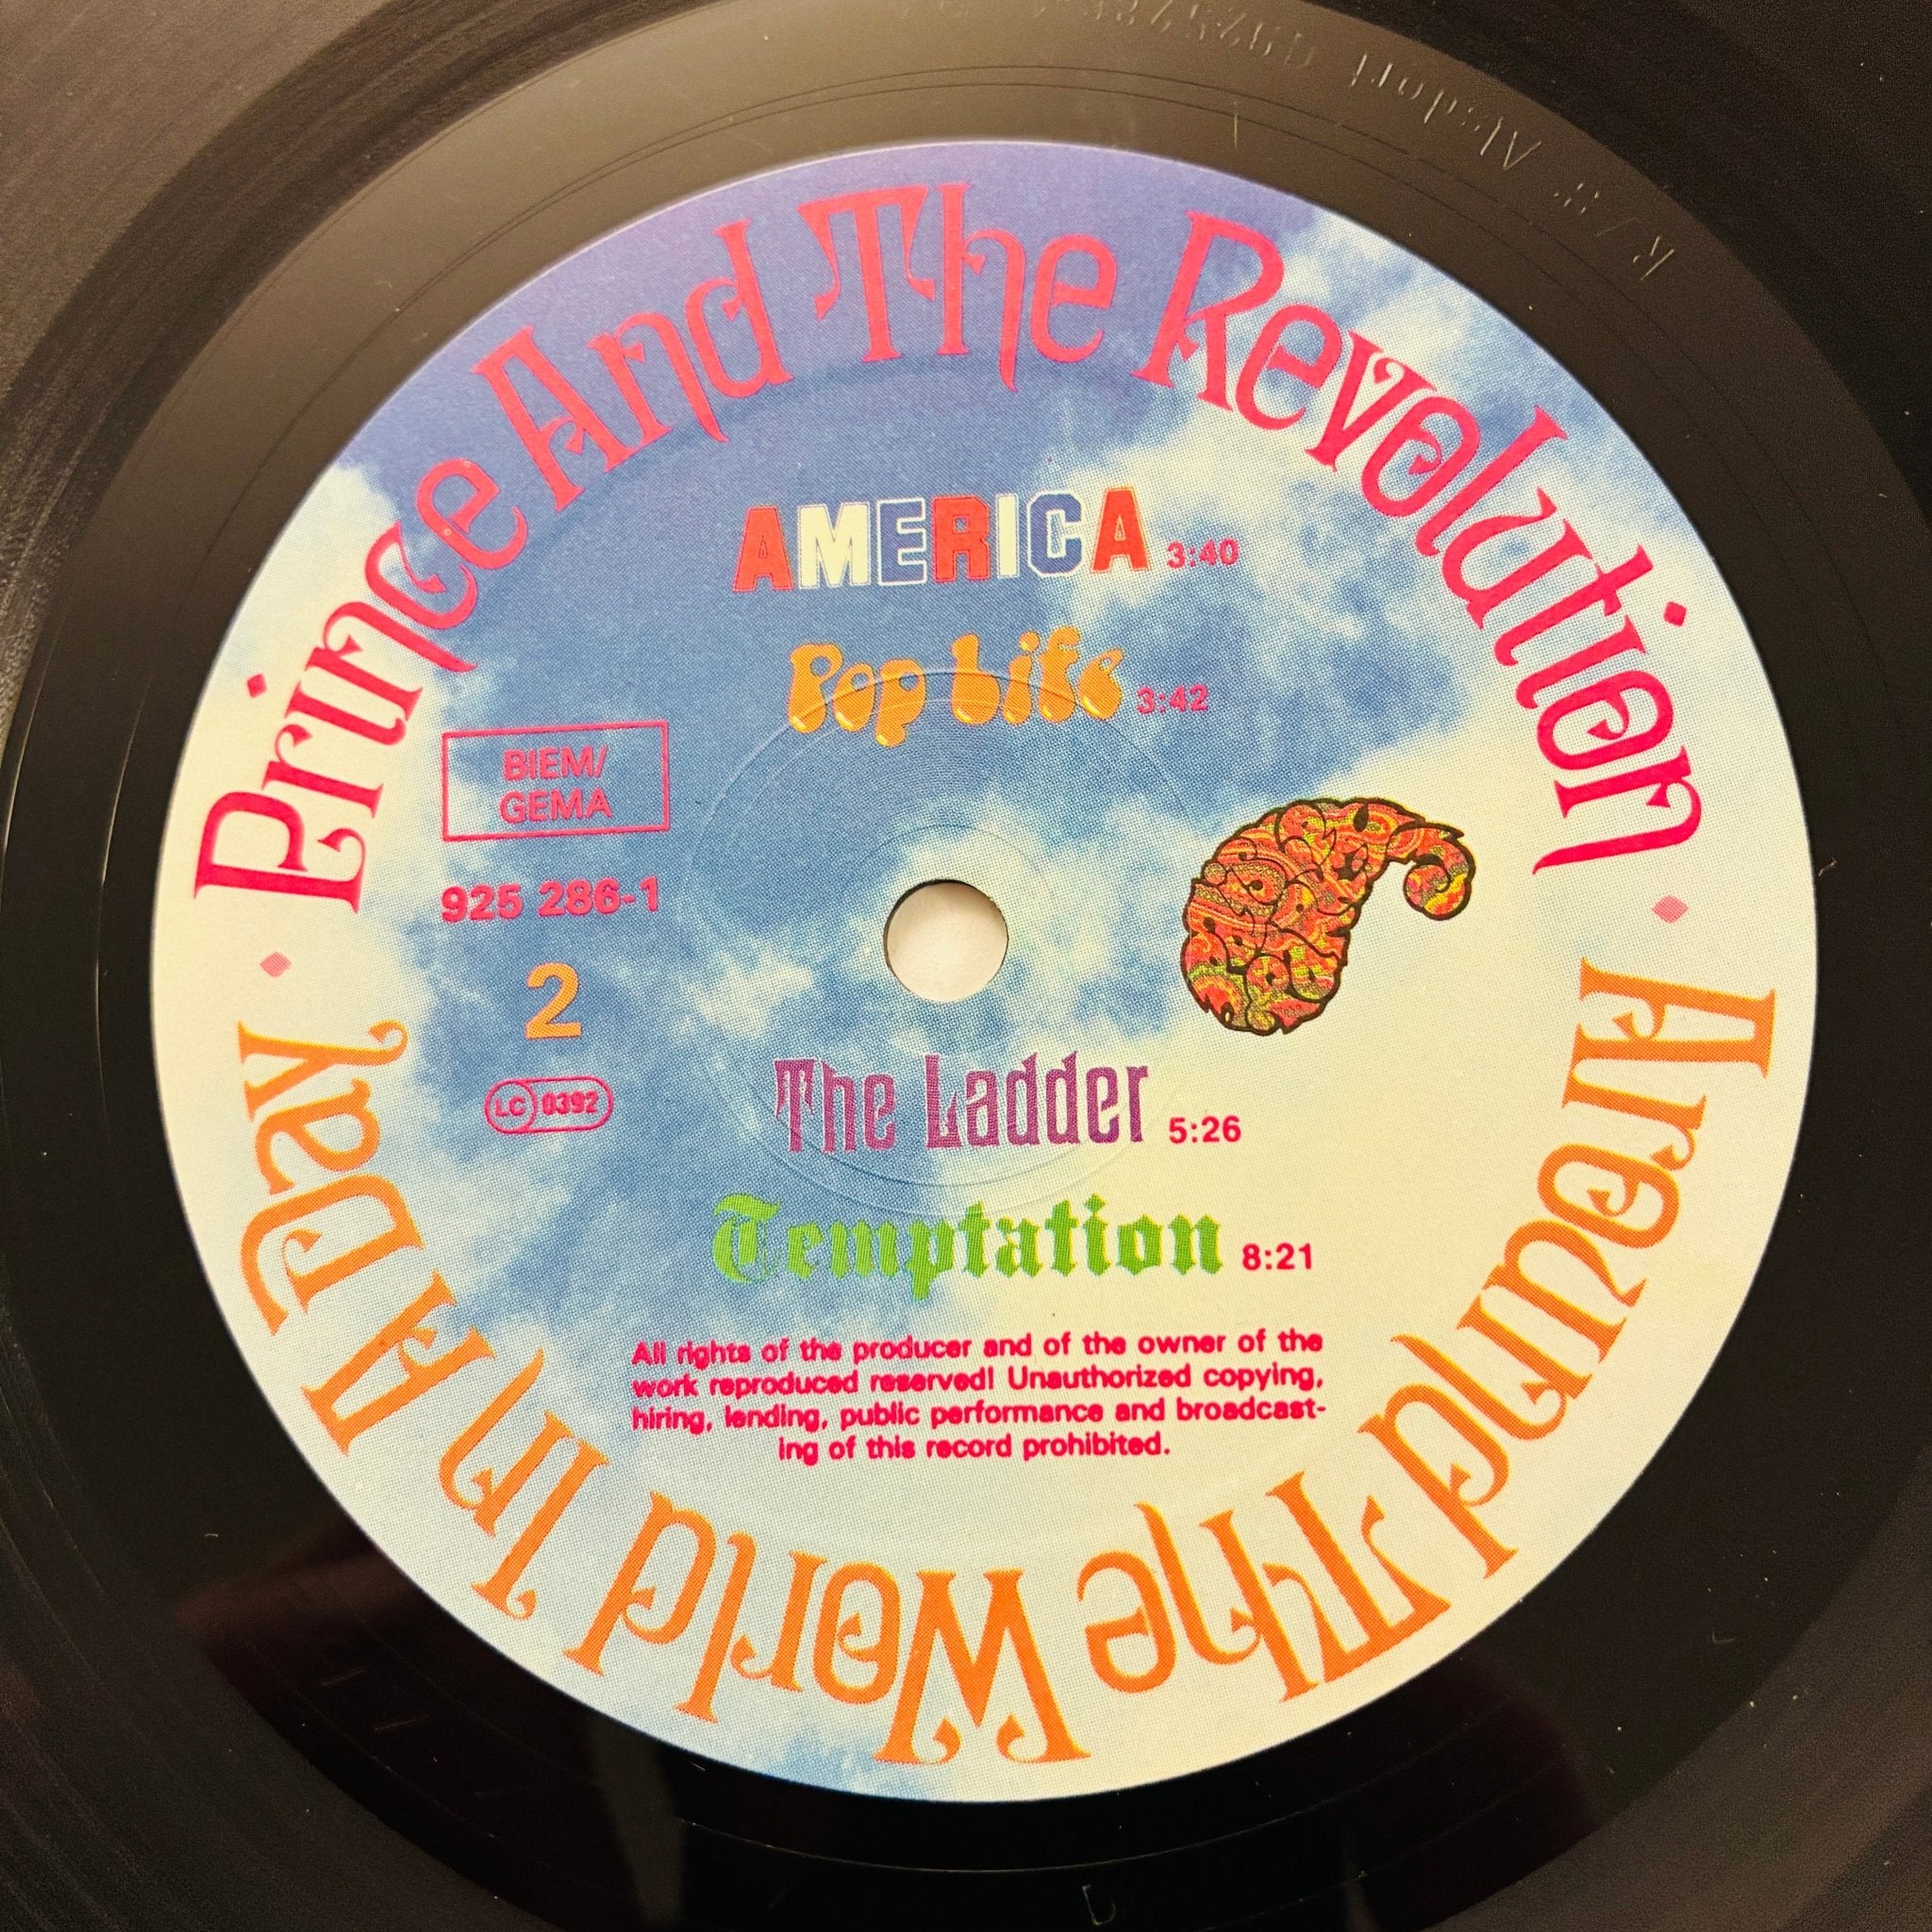 Prince And The Revolution
AMERICA 3:40
Pop Life 3:42
BIEM/
GEMA
925 286-1
2
LC 0392
The Ladder 5:26
Temptation 8:21
All rights of the producer and of the owner of the
work reproduced reserved! Unauthorized copying,
hiring, lending, public performance and broadcast-
ing of this record prohibited.
Around The World In A Day